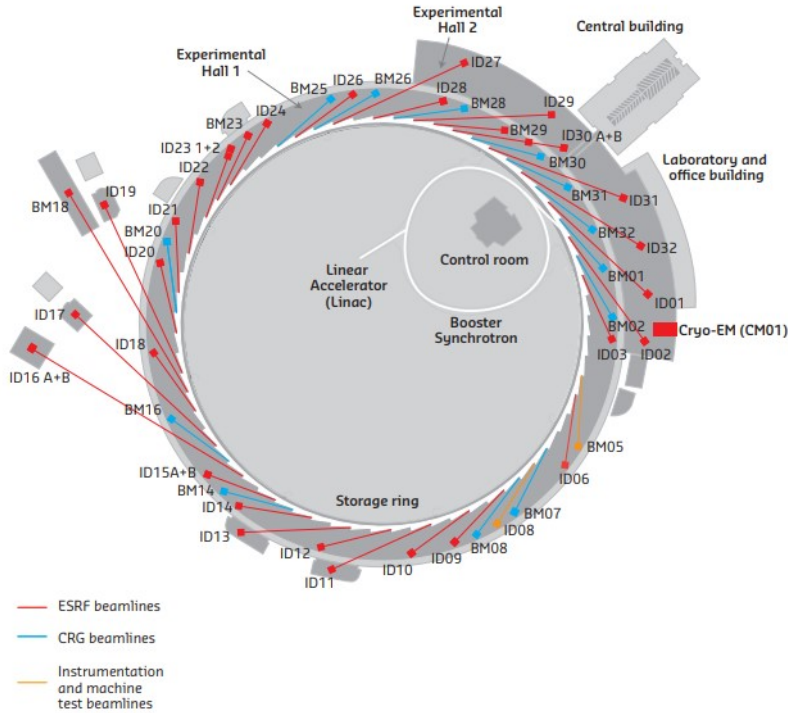 Experimental
Hall 2
Central building
Experimental
Hall 1
ID27
ID26
BM26
BM25
ID28
BM28
ID29
ID24
BM23
BM29
ID30 A+B
ID23 1+2
BM30
Laboratory and
office building
ID22
BM31
ID31
ID19
BM18
ID21
BM20
ID20
BM32
ID32
Control room
Linear
Accelerator
(Linac)
BM01
ID01
ID17
Booster
Synchrotron
BM02
Cryo-EM (CM01)
ID03
ID02
ID18
ID16 A+B
BM16
BM05
ID06
ID15A+B
BM14
Storage ring
ID14
BM07
ID08
BM08
ID13
ID12
ID09
ID10
ID11
ESRF beamlines
CRG beamlines
Instrumentation
and machine
test beamlines